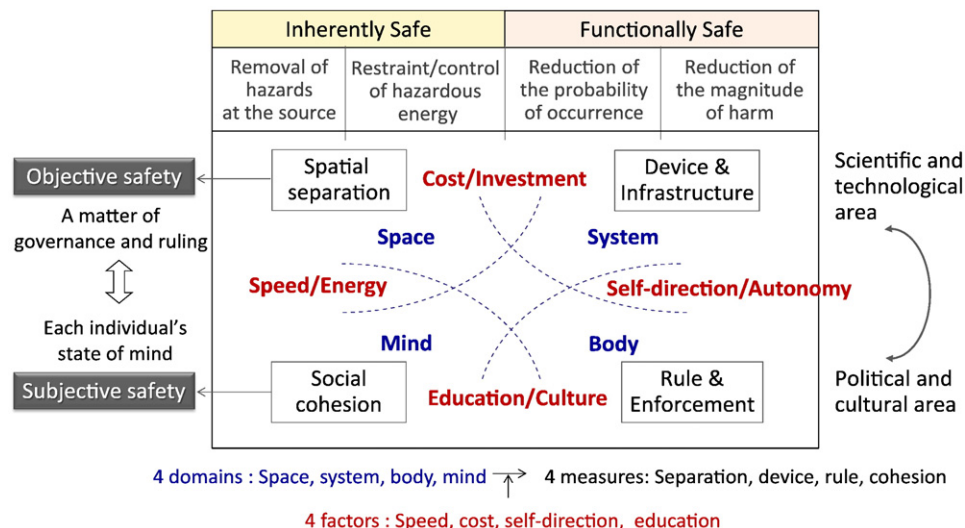 Inherently Safe
Functionally Safe
Removal of
hazards
at the source
Restraint/control
of hazardous
energy
Reduction of
the probability
of occurrence
Reduction of
the magnitude
of harm
Objective safety
A matter of
governance and ruling
Each individual's
state of mind
Subjective safety
Spatial
separation
Cost/Investment
Device &
Infrastructure
Space
System
Speed/Energy
Self-direction/Autonomy
Mind
Body
Social
cohesion
Education/Culture
Rule &
Enforcement
Scientific and
technological
area
Political and
cultural area
4 domains : Space, system, body, mind
4 measures: Separation, device, rule, cohesion
4 factors : Speed, cost, self-direction, education